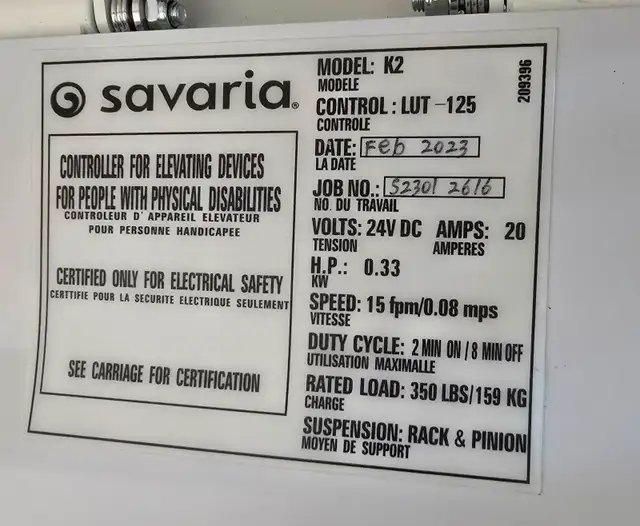 savaria®
CONTROLLER FOR ELEVATING DEVICES
FOR PEOPLE WITH PHYSICAL DISABILITIES
CONTROLEUR D' APPAREIL ELEVATEUR
POUR PERSONNE HANDICAPEE
CERTIFIED ONLY FOR ELECTRICAL SAFETY
CERTIFIE POUR LA SECURITE ELECTRIQUE SEULEMENT
SEE CARRIAGE FOR CERTIFICATION
MODEL: K2
MODELE
CONTROL: LUT -125
CONTROLE
DATE: Feb 2023
LA DATE
JOB NO.: S2301 2616
NO. DU TRAVAIL
VOLTS: 24V DC AMPS: 20
TENSION AMPERES
H.P.: 0.33
KW
SPEED: 15 fpm/0.08 mps
VITESSE
DUTY CYCLE: 2 MIN ON / 8 MIN OFF
UTILISATION MAXIMALLE
RATED LOAD: 350 LBS/159 KG
CHARGE
SUSPENSION: RACK & PINION
MOYEN DE SUPPORT
209396